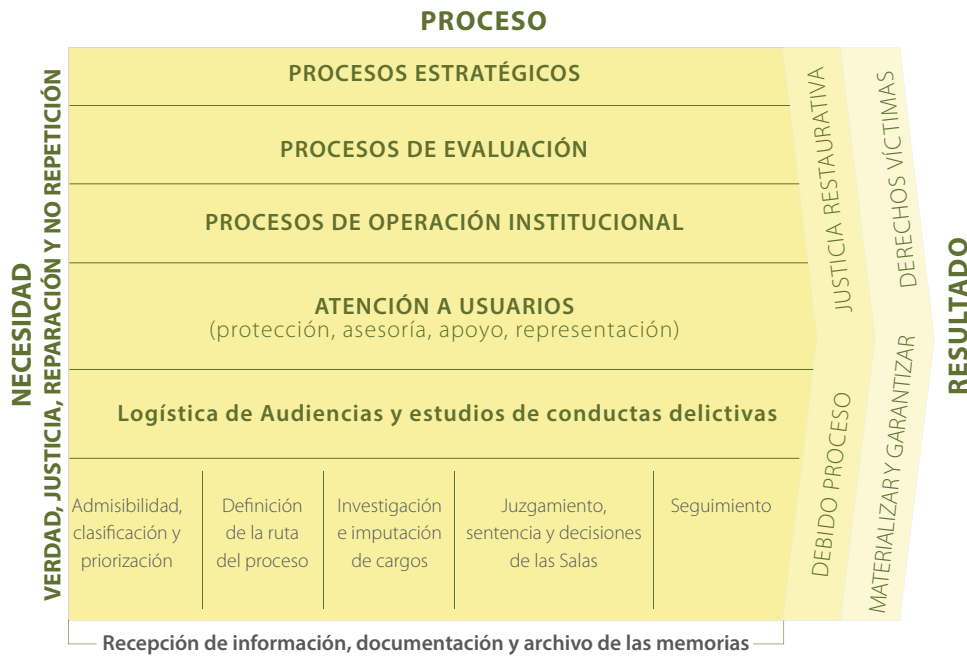 PROCESO
NECESIDAD
VERDAD, JUSTICIA, REPARACIÓN Y NO REPETICIÓN
PROCESOS ESTRATÉGICOS
PROCESOS DE EVALUACIÓN
PROCESOS DE OPERACIÓN INSTITUCIONAL
ATENCIÓN A USUARIOS
(protección, asesoría, apoyo, representación)
Logística de Audiencias y estudios de conductas delictivas
Admisibilidad,
clasificación y
priorización
Definición
de la ruta
del proceso
Investigación
e imputación
de cargos
Juzgamiento,
sentencia y decisiones
de las Salas
Seguimiento
DEBIDO PROCESO
JUSTICIA RESTAURATIVA
MATERIALIZAR Y GARANTIZAR
DERECHOS VÍCTIMAS
RESULTADO
Recepción de información, documentación y archivo de las memorias